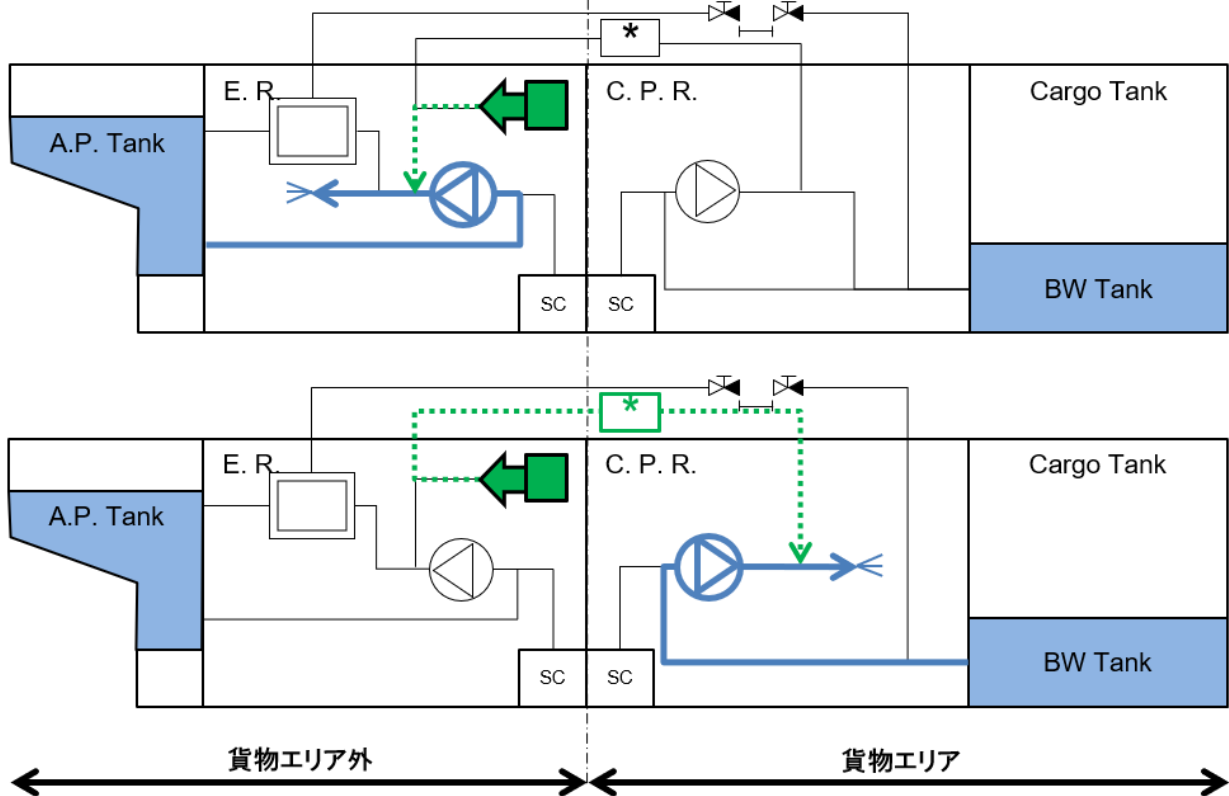 *
E. R.
C. P. R.
Cargo Tank
A.P. Tank
SC
SC
BW Tank
*
E. R.
C. P. R.
Cargo Tank
A.P. Tank
SC
SC
BW Tank
貨物エリア外
貨物エリア